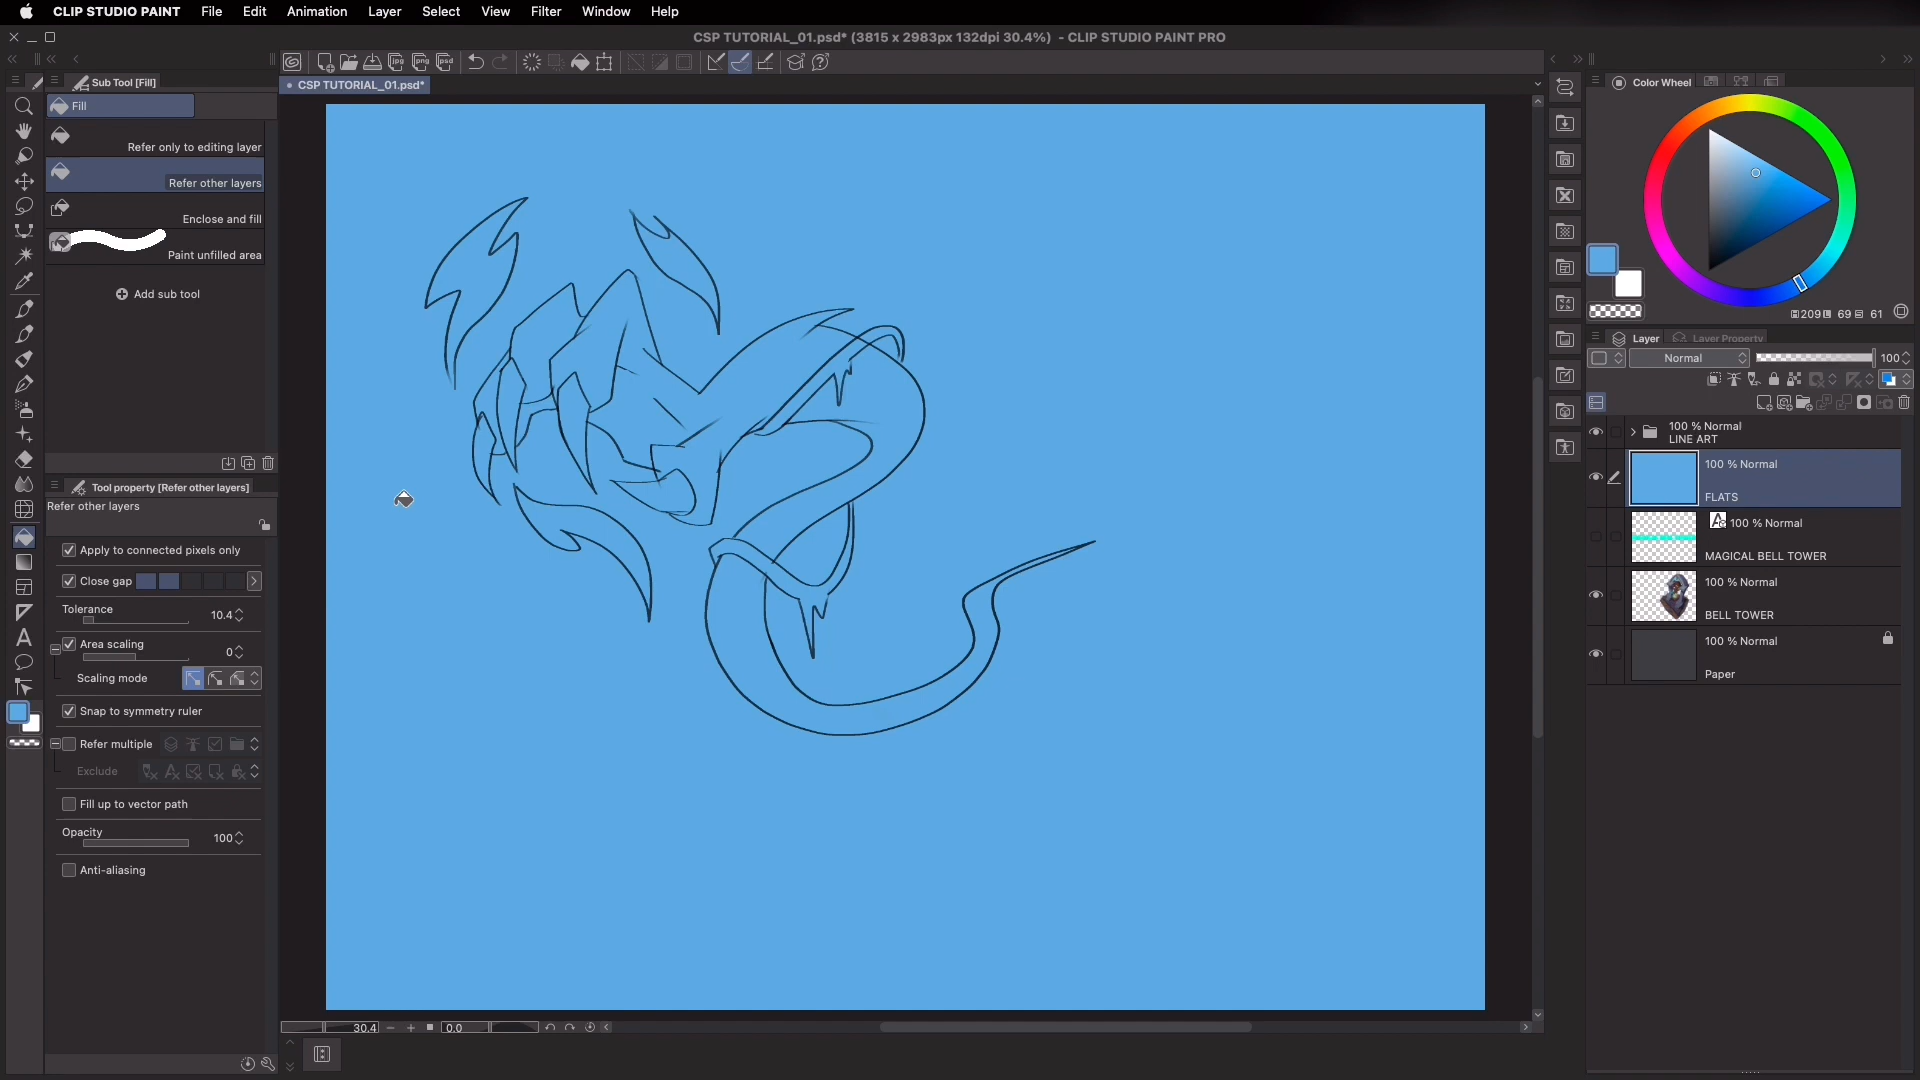 CLIP STUDIO PAINT File Edit Animation Layer Select View Filter Window Help
CSP TUTORIAL_01.psd* (3815 x 2983px 132dpi 30.4%) - CLIP STUDIO PAINT PRO
Sub Tool [Fill]
CSP TUTORIAL_01.psd*
Color Wheel
Fill
Refer only to editing layer
Refer other layers
Enclose and fill
Paint unfilled area
Add sub tool
209 69 61
Layer Layer Property
Normal 100
100 % Normal
LINE ART
100 % Normal
FLATS
100 % Normal
MAGICAL BELL TOWER
100 % Normal
BELL TOWER
100 % Normal
Paper
Tool property [Refer other layers]
Refer other layers
Apply to connected pixels only
Close gap
Tolerance 10.4
Area scaling 0
Scaling mode
Snap to symmetry ruler
Refer multiple
Exclude
Fill up to vector path
Opacity 100
Anti-aliasing
30.4 0.0